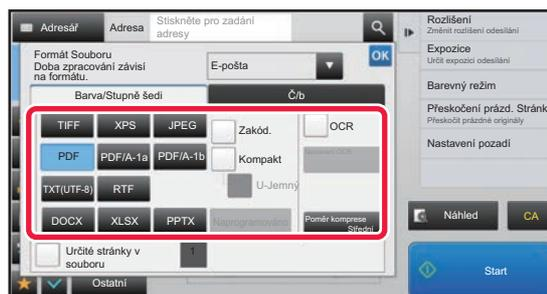 Adresář
Adresa
Stiskněte pro zadání
adresy
Formát Souboru
Doba zpracování závisí
na formátu.
E-pošta
OK
Barva/Stupně šedi
Č/b
TIFF
XPS
JPEG
Zakód.
OCR
PDF
PDF/A-1a
PDF/A-1b
Kompakt
Nastavení OCR
U-Jemný
TXT(UTF-8)
RTF
DOCX
XLSX
PPTX
Naprogramováno
Poměr komprese
Střední
Určité stránky v
souboru
1
Ostatní
Rozlišení
Změnit rozlišení odesílání
Expozice
Určit expozici odesílání
Barevný režim
Přeskočení prázd. Stránk
Přeskočit prázdné originály
Nastavení pozadí
Náhled
CA
Start